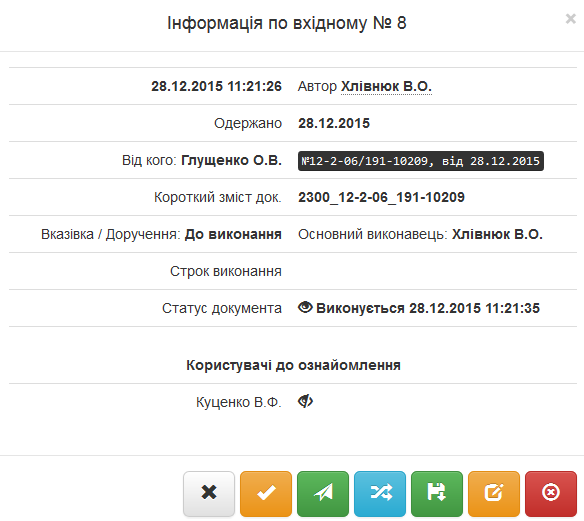 Інформація по вхідному № 8
×
28.12.2015 11:21:26 Автор Хлівнюк В.О.
Одержано 28.12.2015
Від кого: Глущенко О.В. №12-2-06/191-10209, від 28.12.2015
Короткий зміст док. 2300_12-2-06_191-10209
Вказівка / Доручення: До виконання Основний виконавець: Хлівнюк В.О.
Строк виконання
Статус документа Виконується 28.12.2015 11:21:35
Користувачі до ознайомлення
Куценко В.Ф.